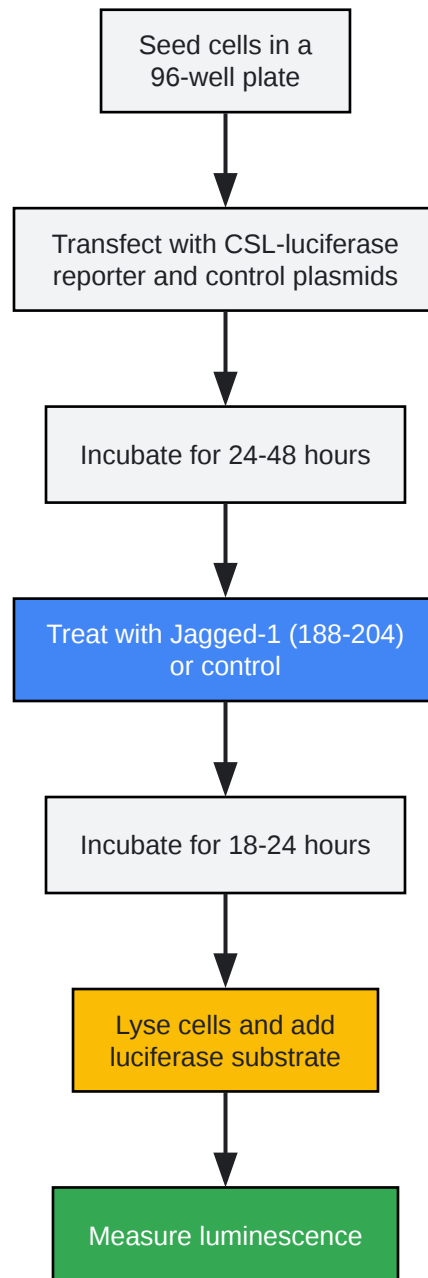 Seed cells in a
96-well plate
Transfect with CSL-luciferase
reporter and control plasmids
Incubate for 24-48 hours
Treat with Jagged-1 (188-204)
or control
Incubate for 18-24 hours
Lyse cells and add
luciferase substrate
Measure luminescence